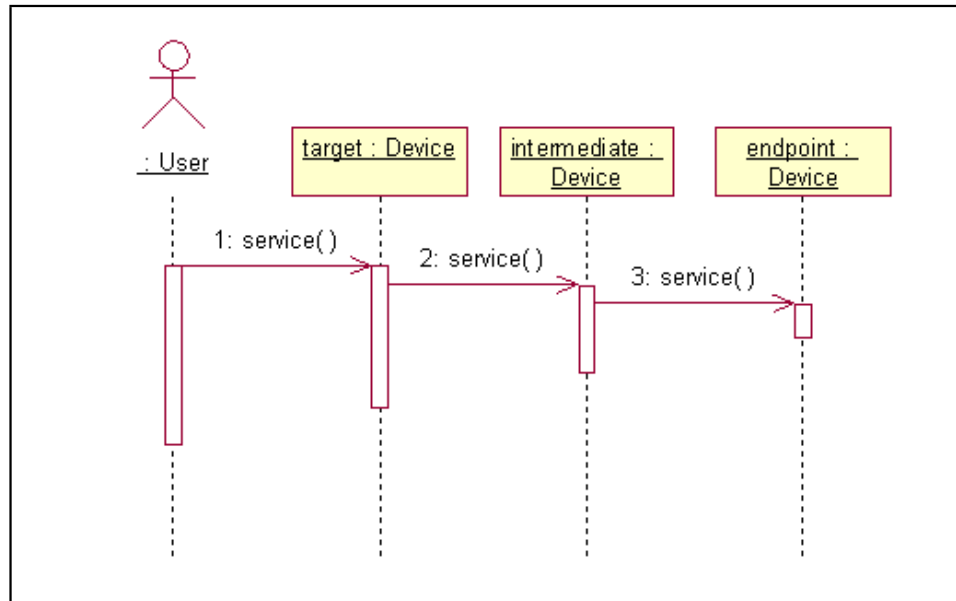 : User
target : Device
intermediate :
Device
endpoint :
Device
1: service( )
2: service( )
3: service( )